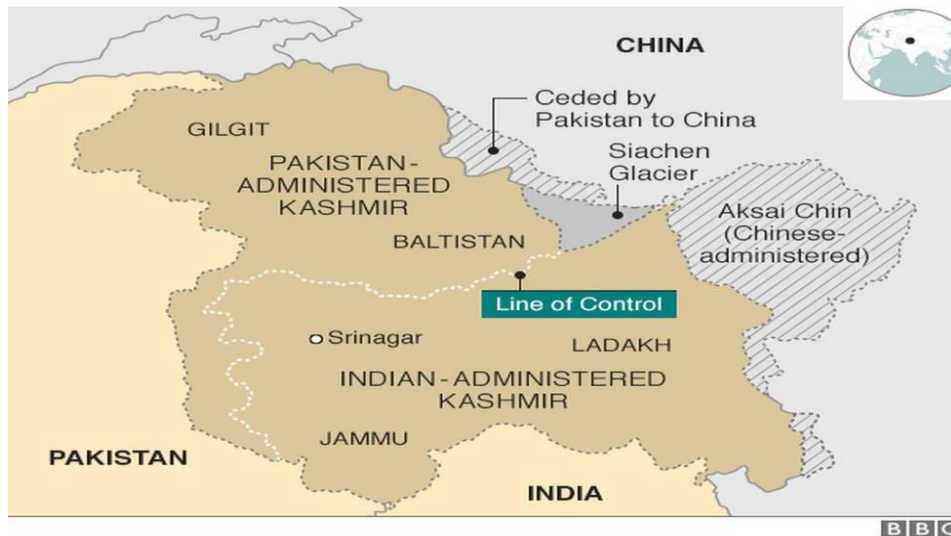 CHINA
Ceded by
Pakistan to China
Siachen
Glacier
GILGIT
PAKISTAN-
ADMINISTERED
KASHMIR
Aksai Chin
(Chinese-
administered)
BALTISTAN
Line of Control
Srinagar
LADAKH
INDIAN-ADMINISTERED
KASHMIR
JAMMU
PAKISTAN
INDIA
BBC